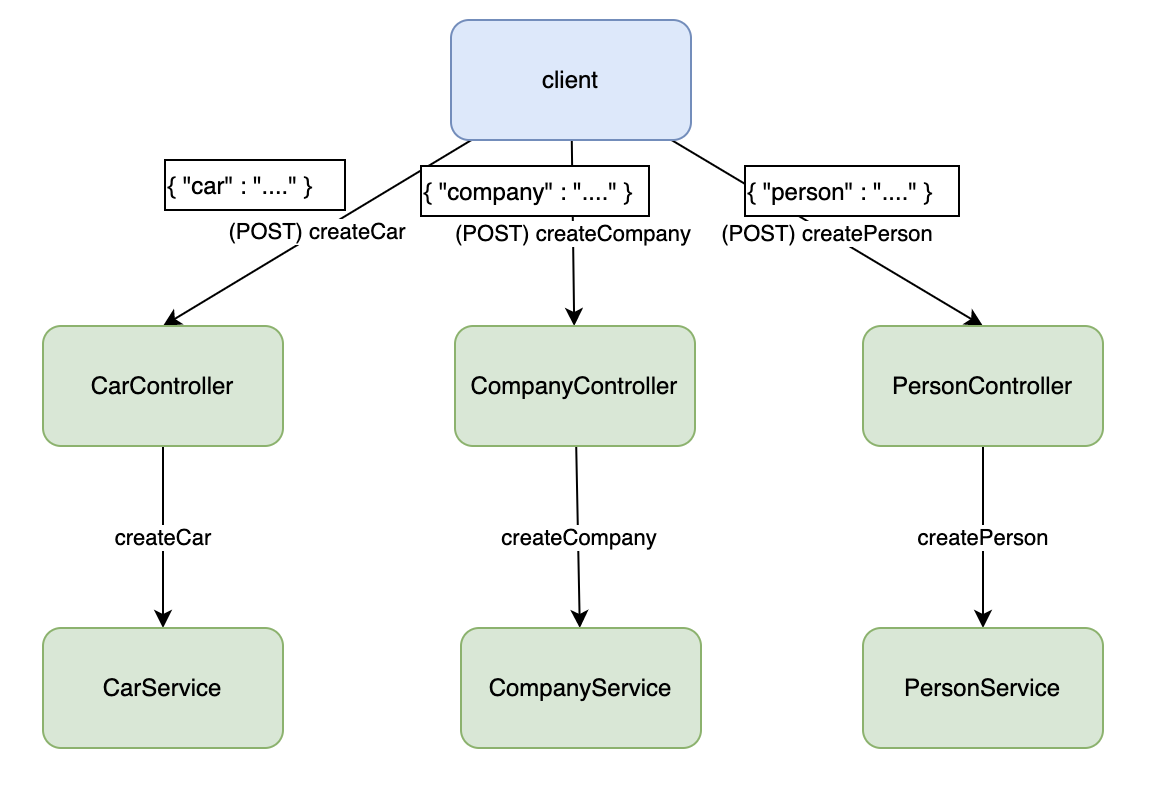 client
{ "car" : "...." }
{ "company" : "...." }
{ "person" : "...." }
(POST) createCar
(POST) createCompany
(POST) createPerson
CarController
CompanyController
PersonController
createCar
createCompany
createPerson
CarService
CompanyService
PersonService